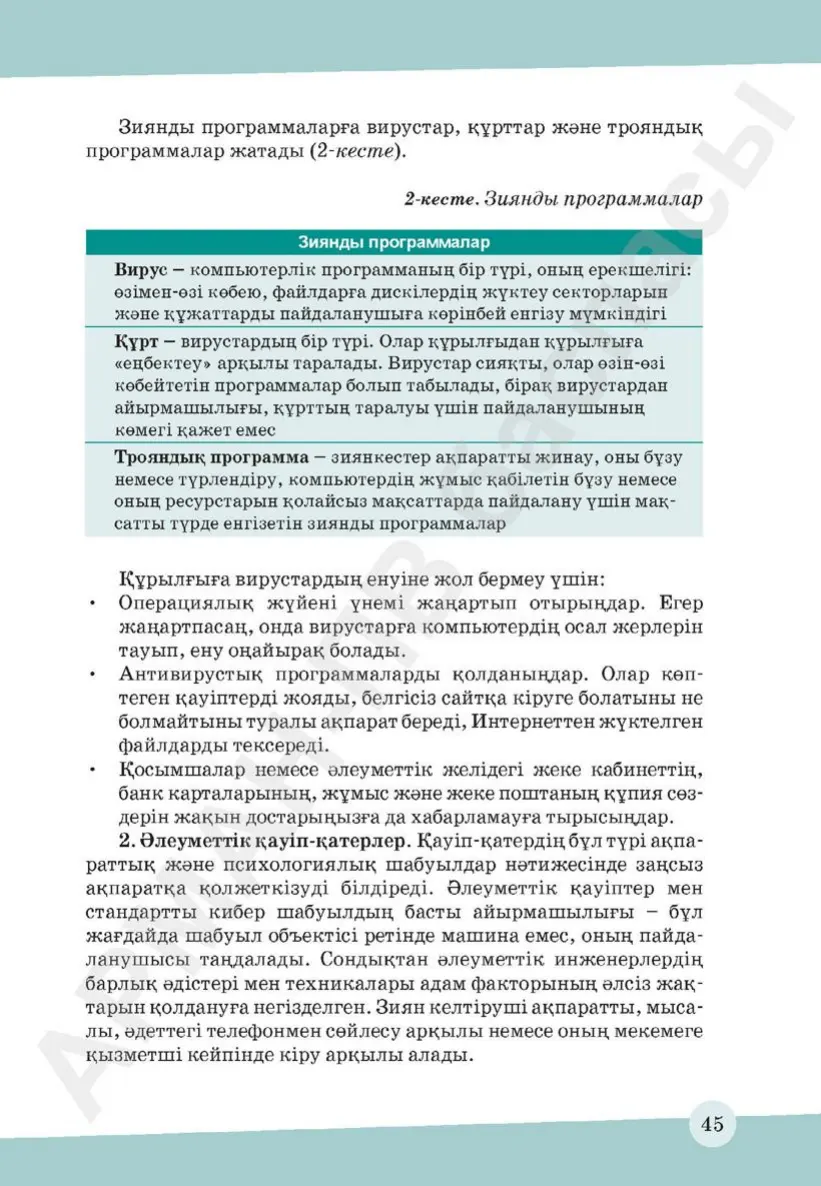 Зиянды программаларға вирустар, құрттар және трояндық
программалар жатады (2-кесте).
2-кесте. Зиянды программалар
Зиянды программалар
Вирус – компьютерлік программаның бір түрі, оның ерекшелігі:
өзімен-өзі көбею, файлдарға дискілердің жүктеу секторларын
және құжаттарды пайдаланушыға көрінбей енгізу мүмкіндігі
Құрт – вирустардың бір түрі. Олар құрылғыдан құрылғыға
«еңбектеу» арқылы таралады. Вирустар сияқты, олар өзін-өзі
көбейтетін программалар болып табылады, бірақ вирустардан
айырмашылығы, құрттың таралуы үшін пайдаланушының
көмегі қажет емес
Трояндық программа – зиянкестер ақпаратты жинау, оны бұзу
немесе түрлендіру, компьютердің жұмыс қабілетін бұзу немесе
оның ресурстарын қолайсыз мақсаттарда пайдалану үшін мақ-
сатты түрде енгізетін зиянды программалар
Құрылғыға вирустардың енуіне жол бермеу үшін:
• Операциялық жүйені үнемі жаңартып отырыңдар. Егер
жаңартпасаң, онда вирустарға компьютердің осал жерлерін
тауып, ену оңайырақ болады.
• Антивирустық программаларды қолданыңдар. Олар көп-
теген қауіптерді жояды, белгісіз сайтқа кіруге болатыны не
болмайтыны туралы ақпарат береді, Интернеттен жүктелген
файлдарды тексереді.
• Қосымшалар немесе әлеуметтік желідегі жеке кабинеттің,
банк карталарының, жұмыс және жеке поштаның құпия сөз-
дерін жақын достарыңызға да хабарламауға тырысыңдар.
2. Әлеуметтік қауіп-қатерлер. Қауіп-қатердің бұл түрі ақпа-
раттық және психологиялық шабуылдар нәтижесінде заңсыз
ақпаратқа қолжеткізуді білдіреді. Әлеуметтік қауіптер мен
стандартты кибер шабуылдың басты айырмашылығы – бұл
жағдайда шабуыл объектісі ретінде машина емес, оның пайда-
ланушысы таңдалады. Сондықтан әлеуметтік инженерлердің
барлық әдістері мен техникалары адам факторының әлсіз жақ-
тарын қолдануға негізделген. Зиян келтіруші ақпаратты, мыса-
лы, әдеттегі телефонмен сөйлесу арқылы немесе оның мекемеге
қызметші кейпінде кіру арқылы алады.
45
АРМАН-ПВ баспасы